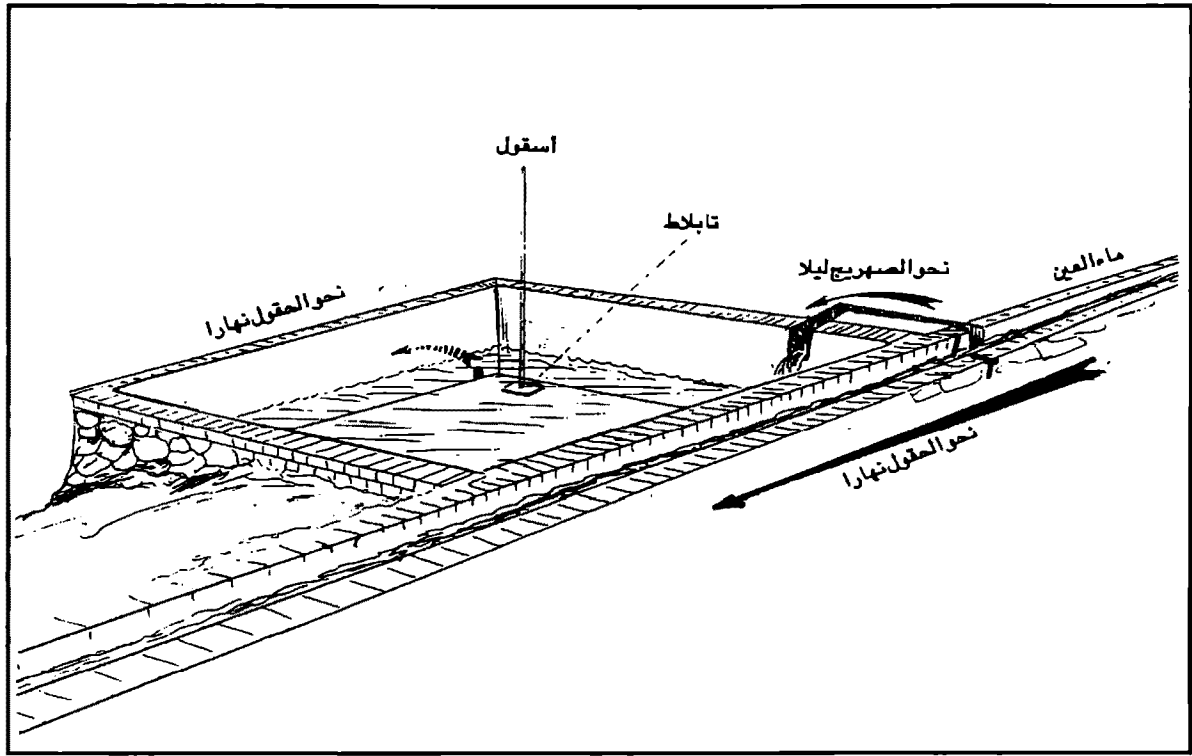 أسقول
تابلاط
ماء العين
نحو الصهريج ليلا
نحو الحقول نهارا
نحو الحقول نهارا